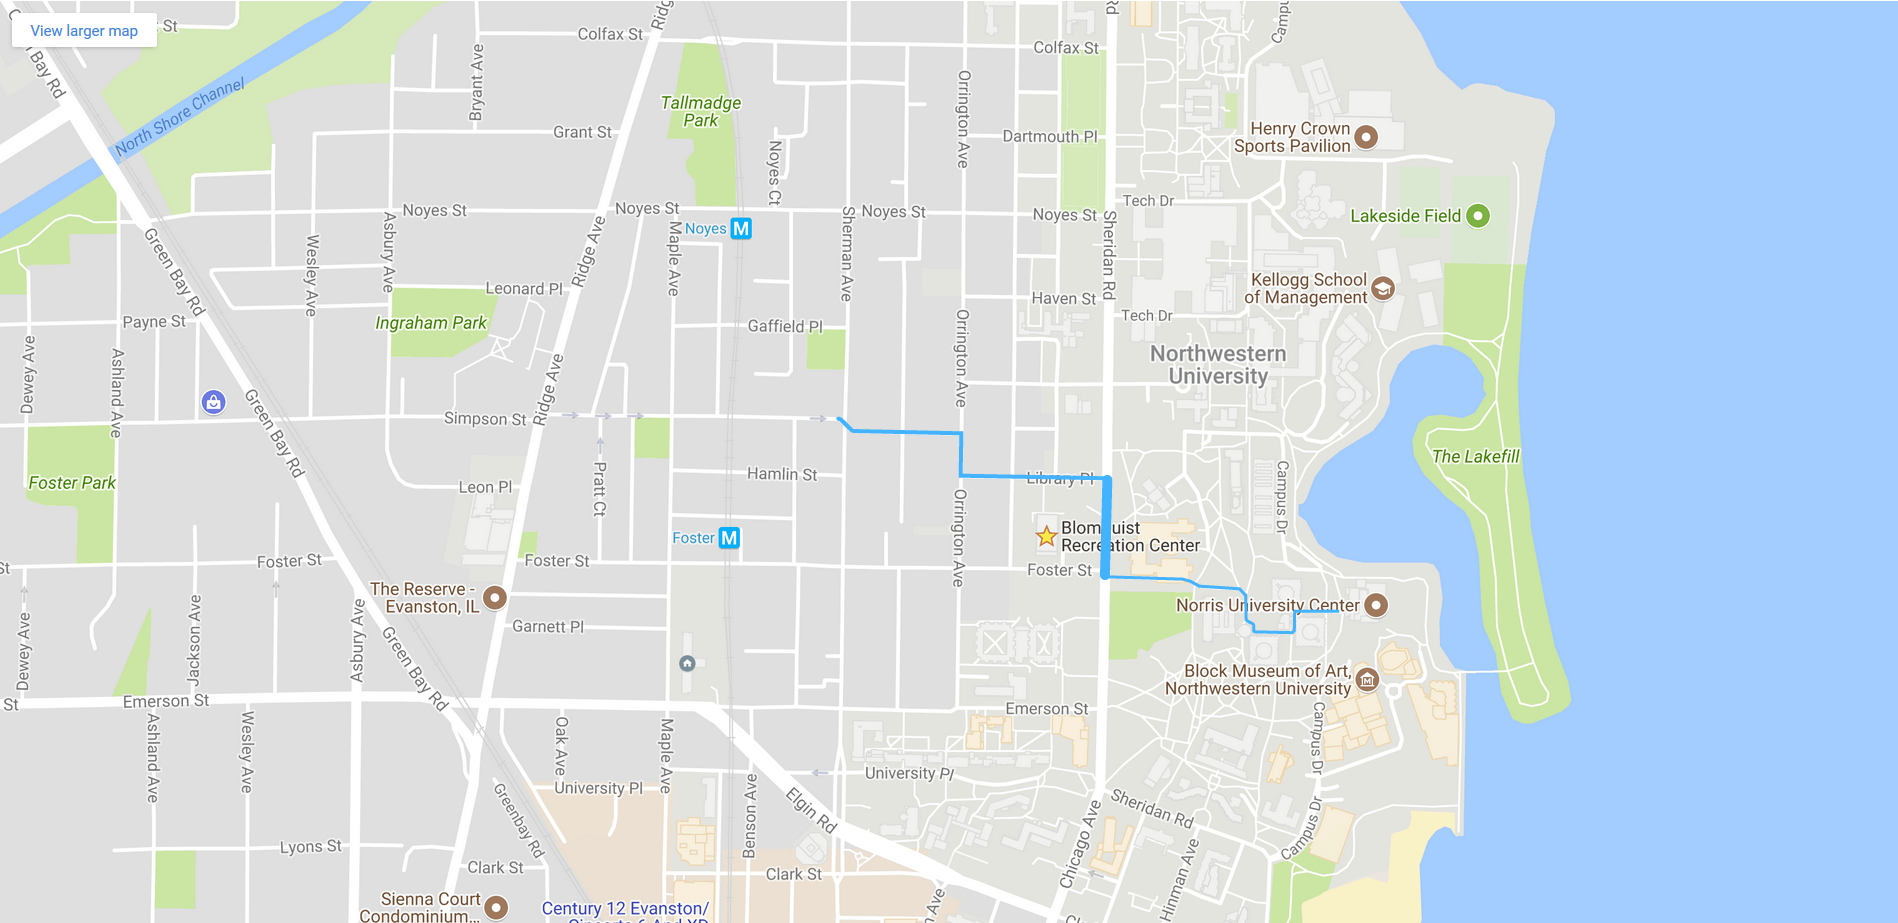 View larger map
St
Colfax St
Colfax St
Rd
Bay Rd
Bryant Ave
North Shore Channel
Tallmadge
Park
Grant St
Orrington Ave
Dartmouth Pl
Henry Crown
Sports Pavilion
Noyes Ct
Noyes St
Noyes St
Noyes St
Noyes St
Tech Dr
Lakeside Field
Noyes
M
Asbury Ave
Wesley Ave
Green Bay Rd
Ridge Ave
Maple Ave
Sherman Ave
Sheridan Rd
Leonard Pl
Kellogg School
of Management
Haven St
Payne St
Ingraham Park
Gaffield Pl
Tech Dr
Orrington Ave
Northwestern
University
Dewey Ave
Ashland Ave
Ridge Ave
Green Bay Rd
Simpson St
The Lakefill
Foster Park
Leon Pl
Pratt Ct
Hamlin St
Library Pl
Campus Dr
Orrington Ave
Foster
M
Blomquist
Recreation Center
Foster St
Foster St
Foster St
St
The Reserve -
Evanston, IL
Norris University Center
Dewey Ave
Jackson Ave
Asbury Ave
Green Bay Rd
Garnett Pl
Block Museum of Art,
Northwestern University
St
Emerson St
Emerson St
Ashland Ave
Wesley Ave
Oak Ave
Maple Ave
Campus Dr
University Pl
University Pl
Greenbay Rd
Benson Ave
Elgin Rd
Sheridan Rd
Chicago Ave
Campus Dr
Hinman Ave
Lyons St
Clark St
Clark St
Sienna Court
Condominium...
Century 12 Evanston/
n Ave